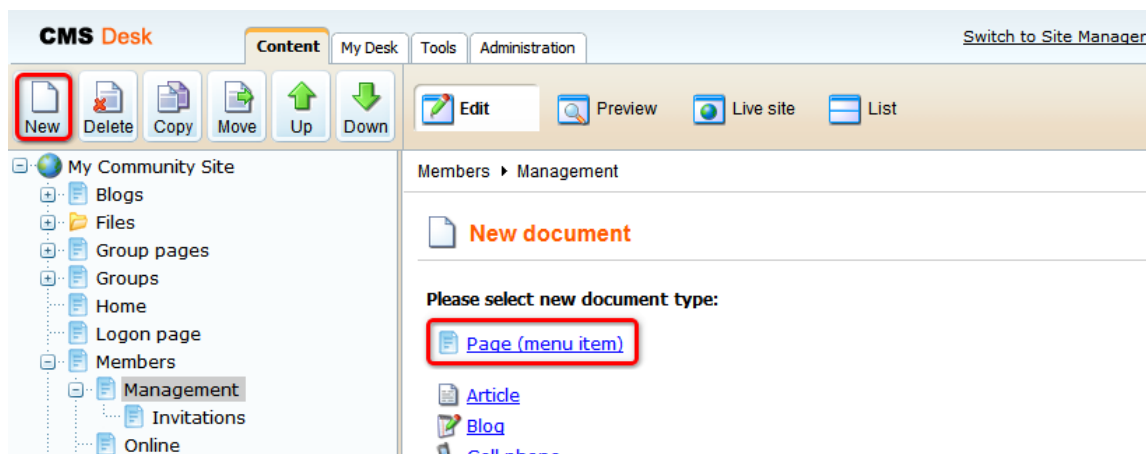 CMS Desk
Content My Desk Tools Administration
Switch to Site Manager
New Delete Copy Move Up Down
Edit Preview Live site List
My Community Site
Blogs
Files
Group pages
Groups
Home
Logon page
Members
Management
Invitations
Online
Members Management
New document
Please select new document type:
Page (menu item)
Article
Blog
Cell phone